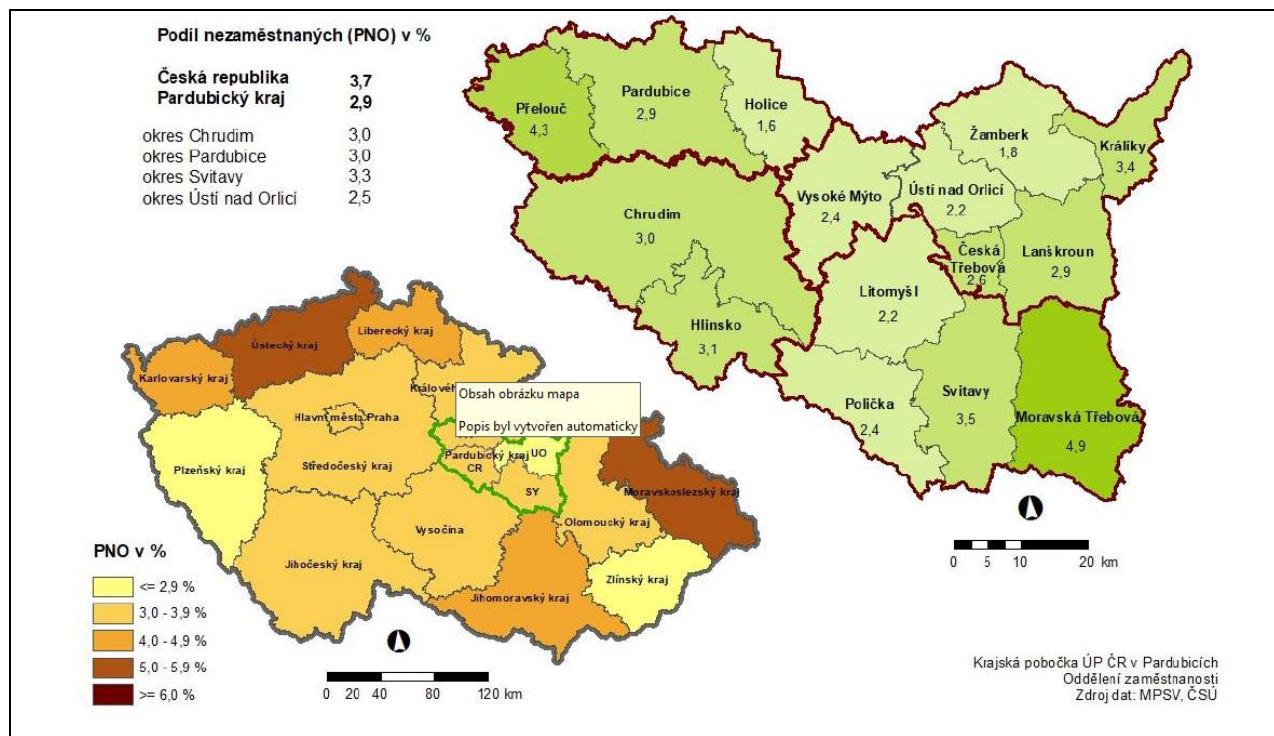 Podíl nezaměstnaných (PNO) v %
Česká republika 3,7
Pardubický kraj 2,9
okres Chrudim 3,0
okres Pardubice 3,0
okres Svitavy 3,3
okres Ústí nad Orlicí 2,5
Přelouč
4,3
Pardubice
2,9
Holice
1,6
Žamberk
1,8
Králíky
3,4
Vysoké Mýto
2,4
Ústí nad Orlicí
2,2
Chrudim
3,0
Česká
Třebová
2,6
Lanškroun
2,9
Litomyšl
2,2
Hlinsko
3,1
Polička
2,4
Svitavy
3,5
Moravská Třebová
4,9
0 5 10 20 km
Ústecký kraj
Liberecký kraj
Karlovarský kraj
Králové
Obsah obrázku mapa
Popis byl vytvořen automaticky
Hlavní město Praha
Plzeňský kraj
Středočeský kraj
Pardubický kraj
UO
CR
SY
Moravskoslezský kraj
Olomoucký kraj
Vysočina
Jihočeský kraj
Zlínský kraj
Jihomoravský kraj
PNO v %
<= 2,9 %
3,0 - 3,9 %
4,0 - 4,9 %
5,0 - 5,9 %
>= 6,0 %
0 20 40 80 120 km
Krajská pobočka ÚP ČR v Pardubicích
Oddělení zaměstnanosti
Zdroj dat: MPSV, ČSÚ